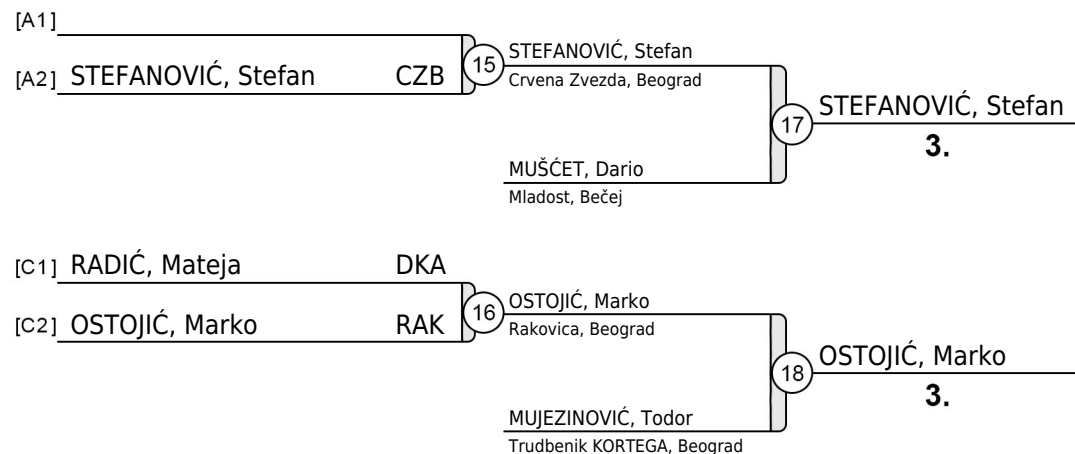 [A1]
[A2] STEFANOVIĆ, Stefan CZB
15
STEFANOVIĆ, Stefan
Crvena Zvezda, Beograd
MUŠĆET, Dario
Mladost, Bečej
17
STEFANOVIĆ, Stefan
3.
[C1] RADIĆ, Mateja DKA
[C2] OSTOJIĆ, Marko RAK
16
OSTOJIĆ, Marko
Rakovica, Beograd
MUJEZINOVIĆ, Todor
Trudbenik KORTEGA, Beograd
18
OSTOJIĆ, Marko
3.